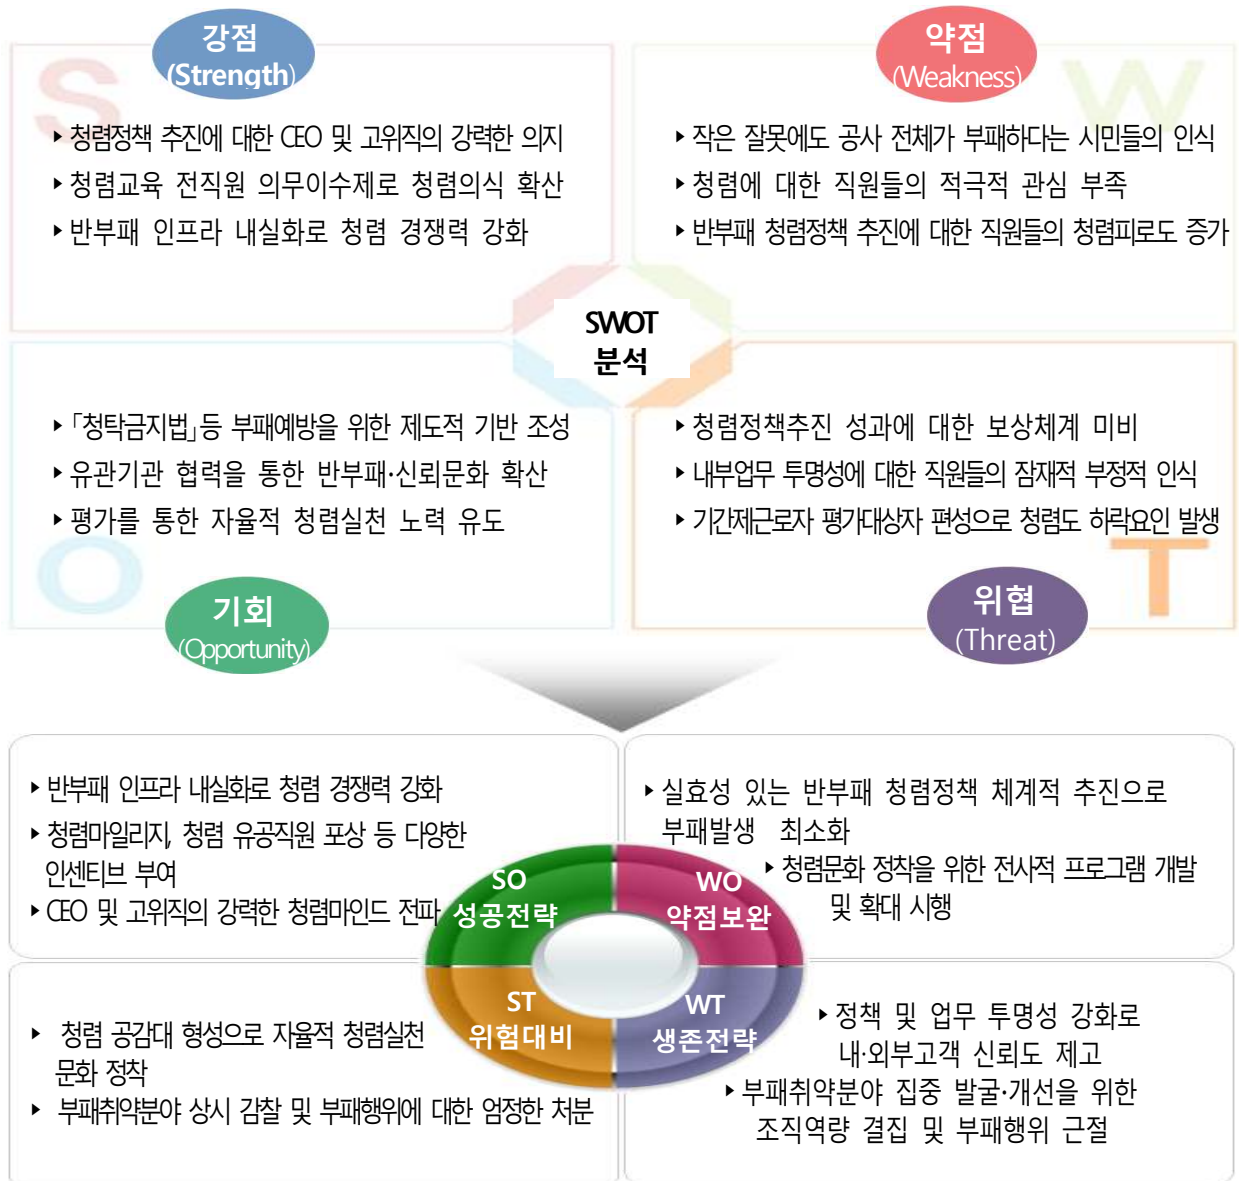 강점
(Strength)
S
▸청렴정책 추진에 대한 CEO 및 고위직의 강력한 의지
▸청렴교육 전직원 의무이수제로 청렴의식 확산
▸반부패 인프라 내실화로 청렴 경쟁력 강화
약점
(Weakness)
W
▸작은 잘못에도 공사 전체가 부패하다는 시민들의 인식
▸청렴에 대한 직원들의 적극적 관심 부족
▸반부패 청렴정책 추진에 대한 직원들의 청렴피로도 증가
SWOT
분석
▸「청탁금지법」등 부패예방을 위한 제도적 기반 조성
▸유관기관 협력을 통한 반부패·신뢰문화 확산
▸평가를 통한 자율적 청렴실천 노력 유도
O
기회
(Opportunity)
▸청렴정책추진 성과에 대한 보상체계 미비
▸내부업무 투명성에 대한 직원들의 잠재적 부정적 인식
▸기간제근로자 평가대상자 편성으로 청렴도 하락요인 발생
T
위협
(Threat)
▸반부패 인프라 내실화로 청렴 경쟁력 강화
▸청렴마일리지, 청렴 유공직원 포상 등 다양한
인센티브 부여
▸CEO 및 고위직의 강력한 청렴마인드 전파
SO
성공전략
▸실효성 있는 반부패 청렴정책 체계적 추진으로
부패발생 최소화
▸청렴문화 정착을 위한 전사적 프로그램 개발
및 확대 시행
WO
약점보완
ST
위험대비
▸청렴 공감대 형성으로 자율적 청렴실천
문화 정착
▸부패취약분야 상시 감찰 및 부패행위에 대한 엄정한 처분
WT
생존전략
▸정책 및 업무 투명성 강화로
내·외부고객 신뢰도 제고
▸부패취약분야 집중 발굴·개선을 위한
조직역량 결집 및 부패행위 근절